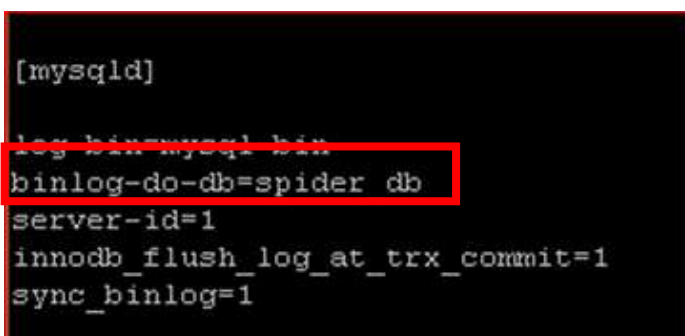 [mysqld]
log-bin=mysql-bin
binlog-do-db=spider db
server-id=1
innodb_flush_log_at_trx_commit=1
sync_binlog=1